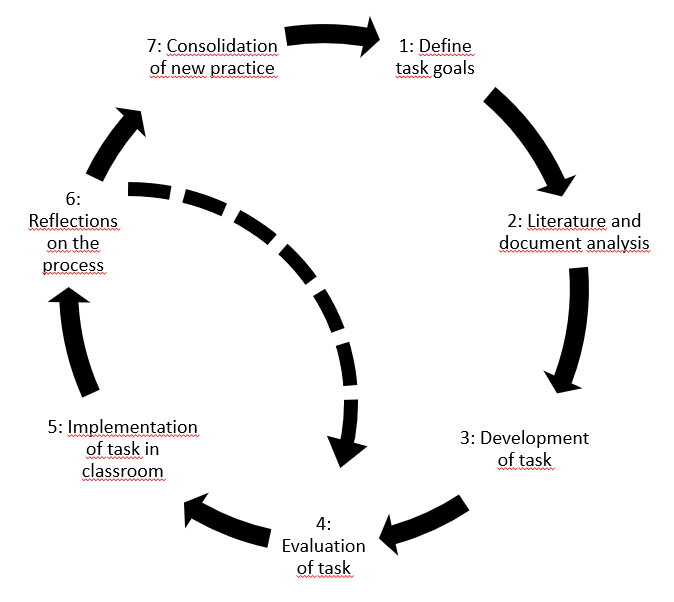 7: Consolidation
of new practice
1: Define
task goals
2: Literature and
document analysis
3: Development
of task
4:
Evaluation
of task
5: Implementation
of task in
classroom
6:
Reflections
on the
process